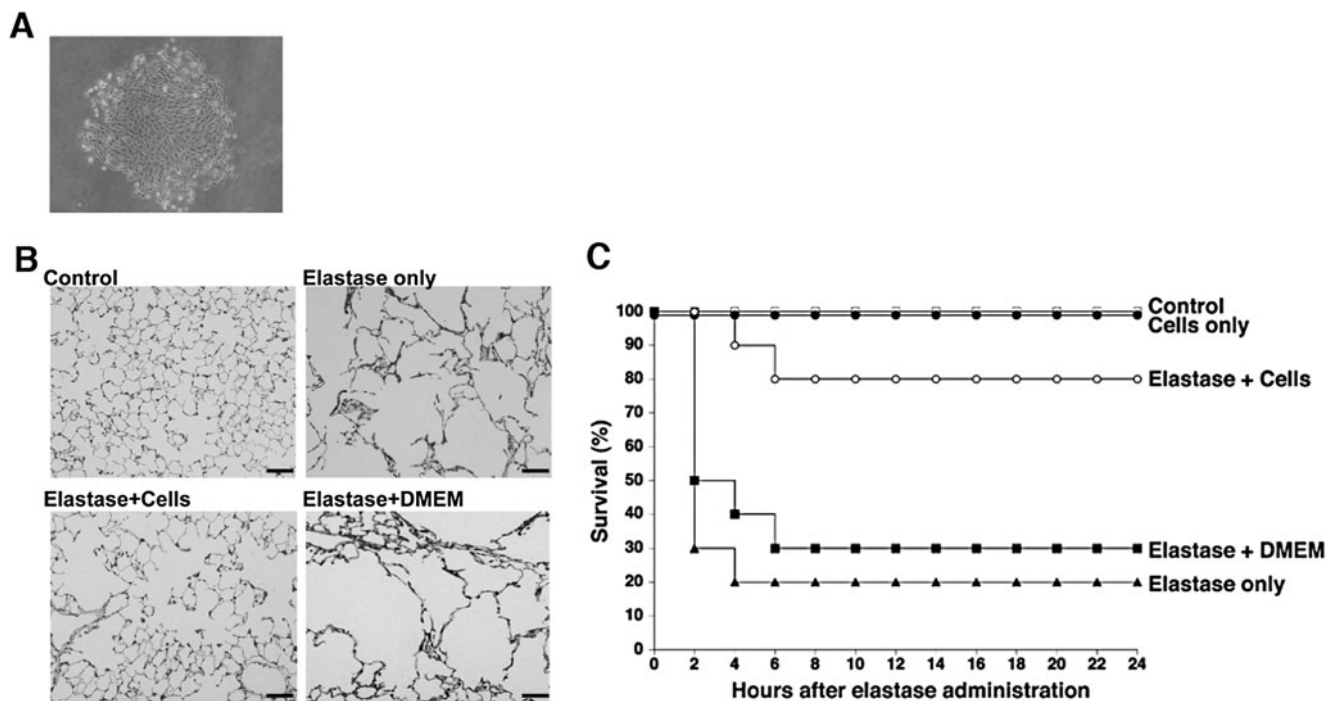 A
B
Control
Elastase only
Elastase+Cells
Elastase+DMEM
C
Survival (%)
100
90
80
70
60
50
40
30
20
10
0
0 2 4 6 8 10 12 14 16 18 20 22 24
Hours after elastase administration
Control
Cells only
Elastase + Cells
Elastase + DMEM
Elastase only